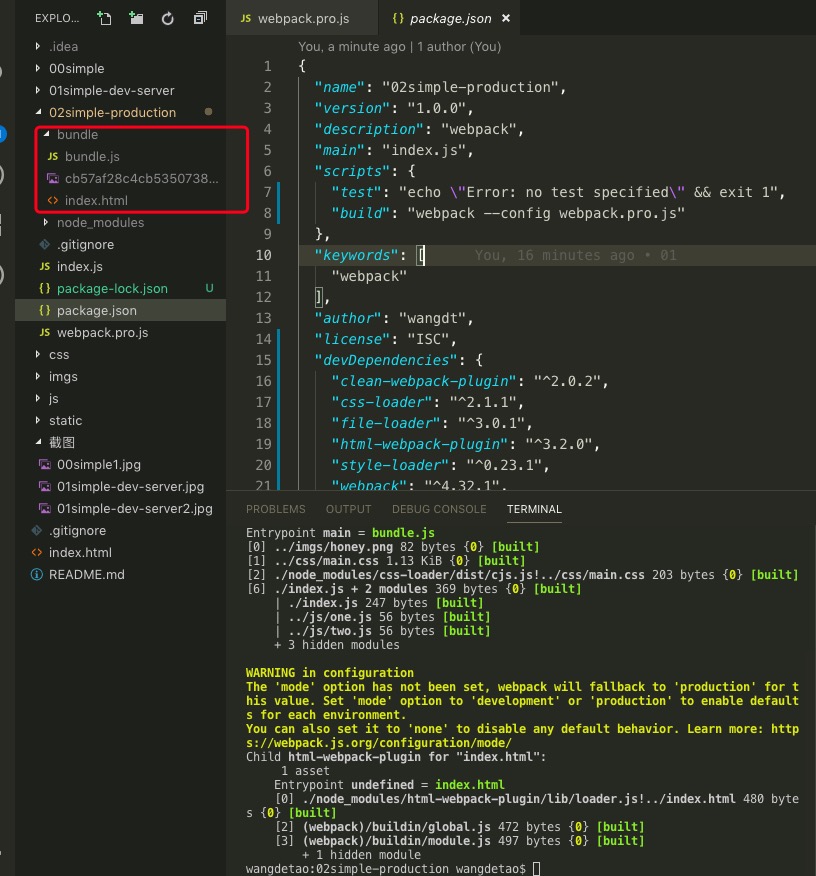 EXPLO...
.idea
00simple
01simple-dev-server
02simple-production
bundle
JS bundle.js
cb57af28c4cb5350738...
<> index.html
node_modules
.gitignore
JS index.js
{} package-lock.json U
{} package.json
JS webpack.pro.js
css
imgs
js
static
截图
00simple1.jpg
01simple-dev-server.jpg
01simple-dev-server2.jpg
.gitignore
<> index.html
README.md
JS webpack.pro.js {} package.json ×
You, a minute ago | 1 author (You)
1 {
2 "name": "02simple-production",
3 "version": "1.0.0",
4 "description": "webpack",
5 "main": "index.js",
6 "scripts": {
7 "test": "echo \"Error: no test specified\" && exit 1",
8 "build": "webpack --config webpack.pro.js"
9 },
10 "keywords": [ You, 16 minutes ago • 01
11 "webpack"
12 ],
13 "author": "wangdt",
14 "license": "ISC",
15 "devDependencies": {
16 "clean-webpack-plugin": "^2.0.2",
17 "css-loader": "^2.1.1",
18 "file-loader": "^3.0.1",
19 "html-webpack-plugin": "^3.2.0",
20 "style-loader": "^0.23.1",
21 "webpack": "^4.32.1",
PROBLEMS OUTPUT DEBUG CONSOLE TERMINAL
Entrypoint main = bundle.js
[0] ../imgs/honey.png 82 bytes {0} [built]
[1] ../css/main.css 1.13 KiB {0} [built]
[2] ./node_modules/css-loader/dist/cjs.js!../css/main.css 203 bytes {0} [built]
[6] ./index.js + 2 modules 369 bytes {0} [built]
| ./index.js 247 bytes [built]
| ../js/one.js 56 bytes [built]
| ../js/two.js 56 bytes [built]
+ 3 hidden modules
WARNING in configuration
The 'mode' option has not been set, webpack will fallback to 'production' for t
his value. Set 'mode' option to 'development' or 'production' to enable default
s for each environment.
You can also set it to 'none' to disable any default behavior. Learn more: http
s://webpack.js.org/configuration/mode/
Child html-webpack-plugin for "index.html":
1 asset
Entrypoint undefined = index.html
[0] ./node_modules/html-webpack-plugin/lib/loader.js!../index.html 480 byte
s {0} [built]
[2] (webpack)/buildin/global.js 472 bytes {0} [built]
[3] (webpack)/buildin/module.js 497 bytes {0} [built]
+ 1 hidden module
wangdetao:02simple-production wangdetao$